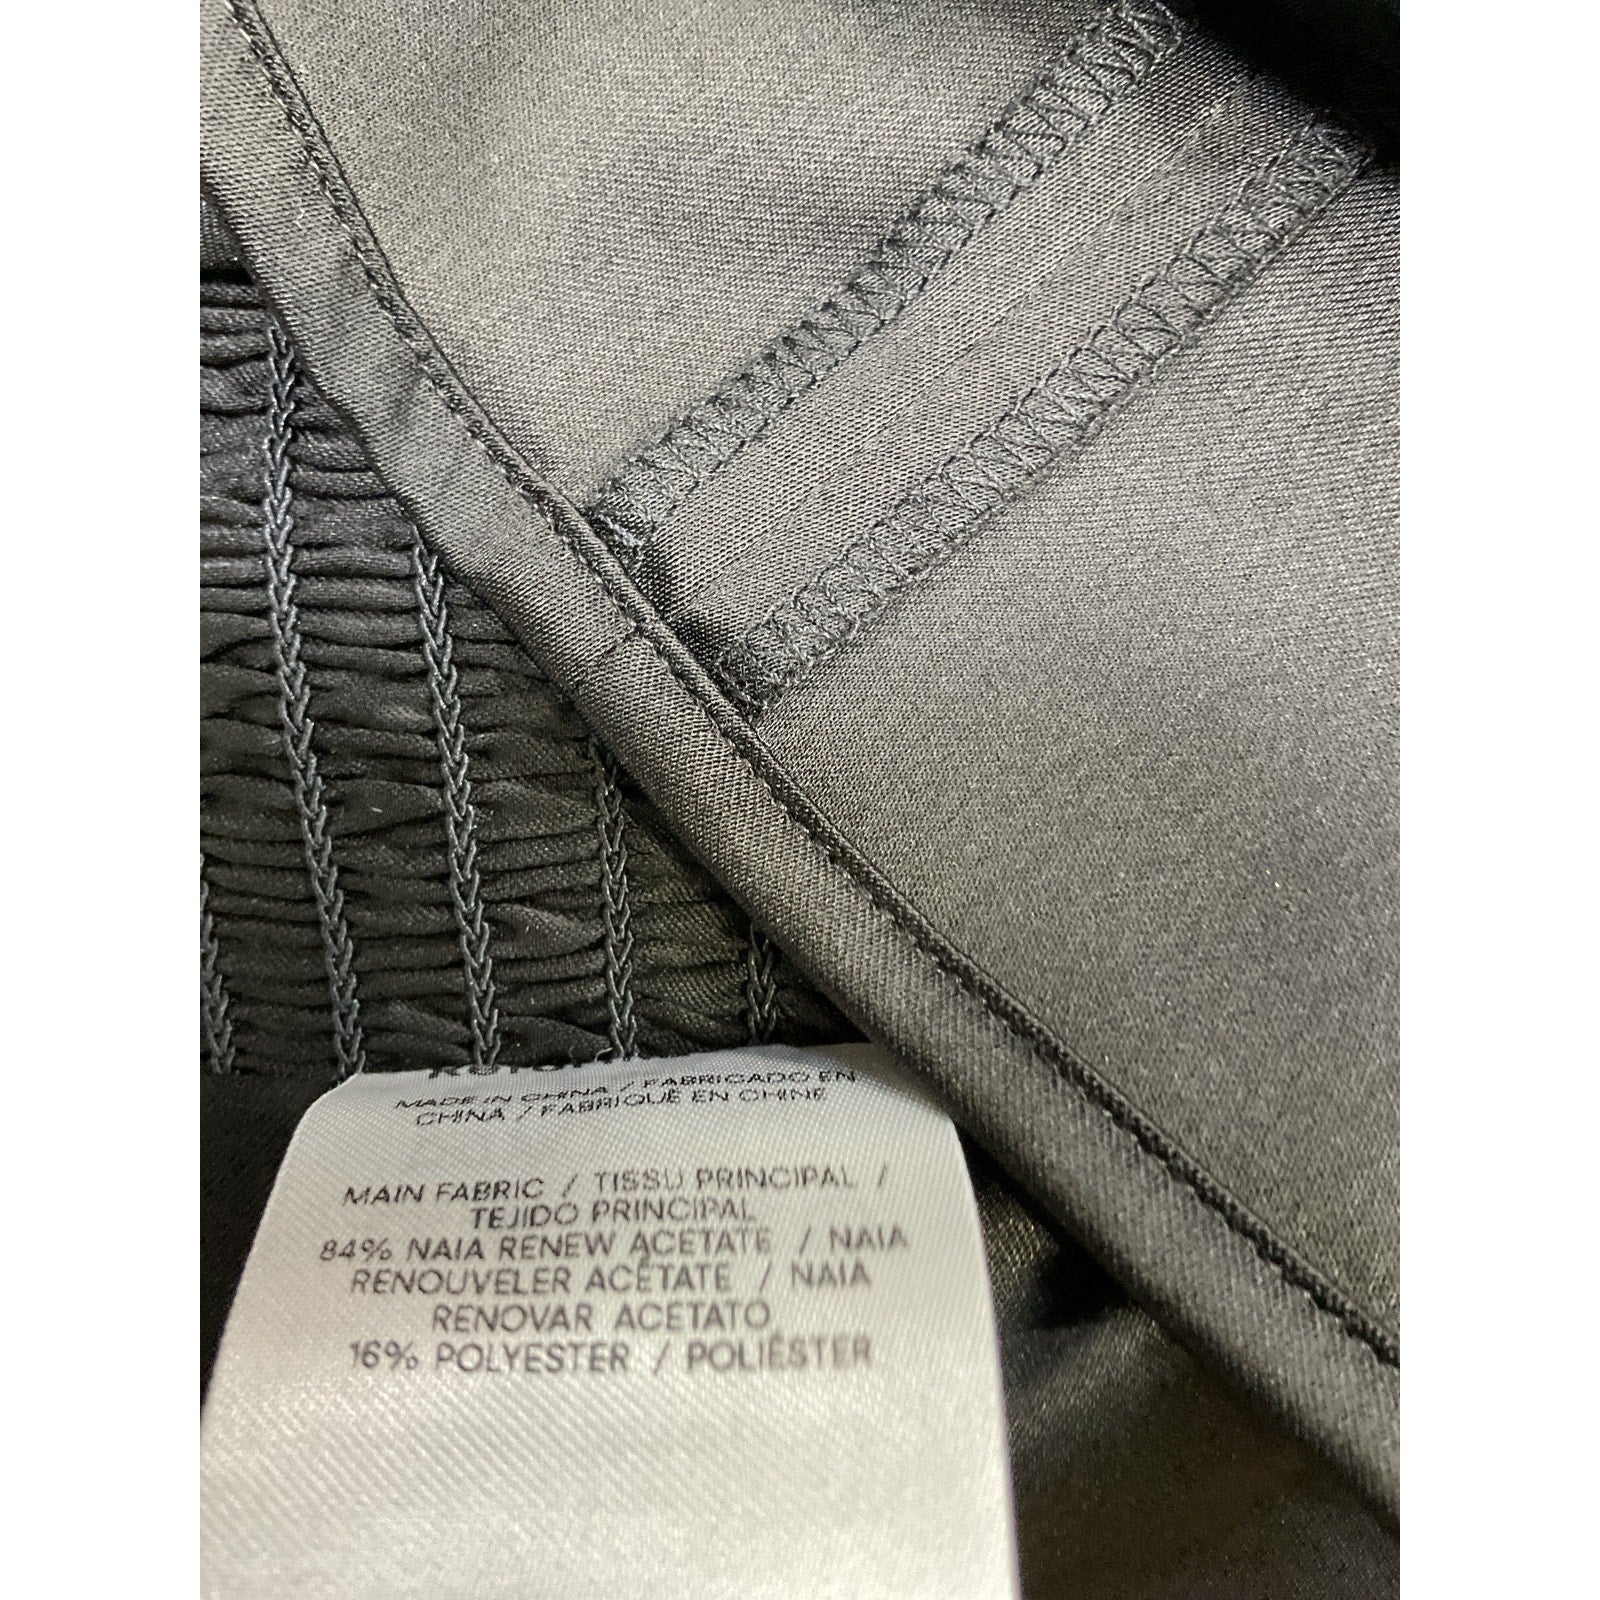 MADE IN CHINA / FABRICADO EN
CHINA / FABRIQUÉ EN CHINE
MAIN FABRIC / TISSU PRINCIPAL /
TEJIDO PRINCIPAL
84% NAIA RENEW ACETATE / NAIA
RENOUVELER ACÉTATE / NAIA
RENOVAR ACETATO
16% POLYESTER / POLIÉSTER